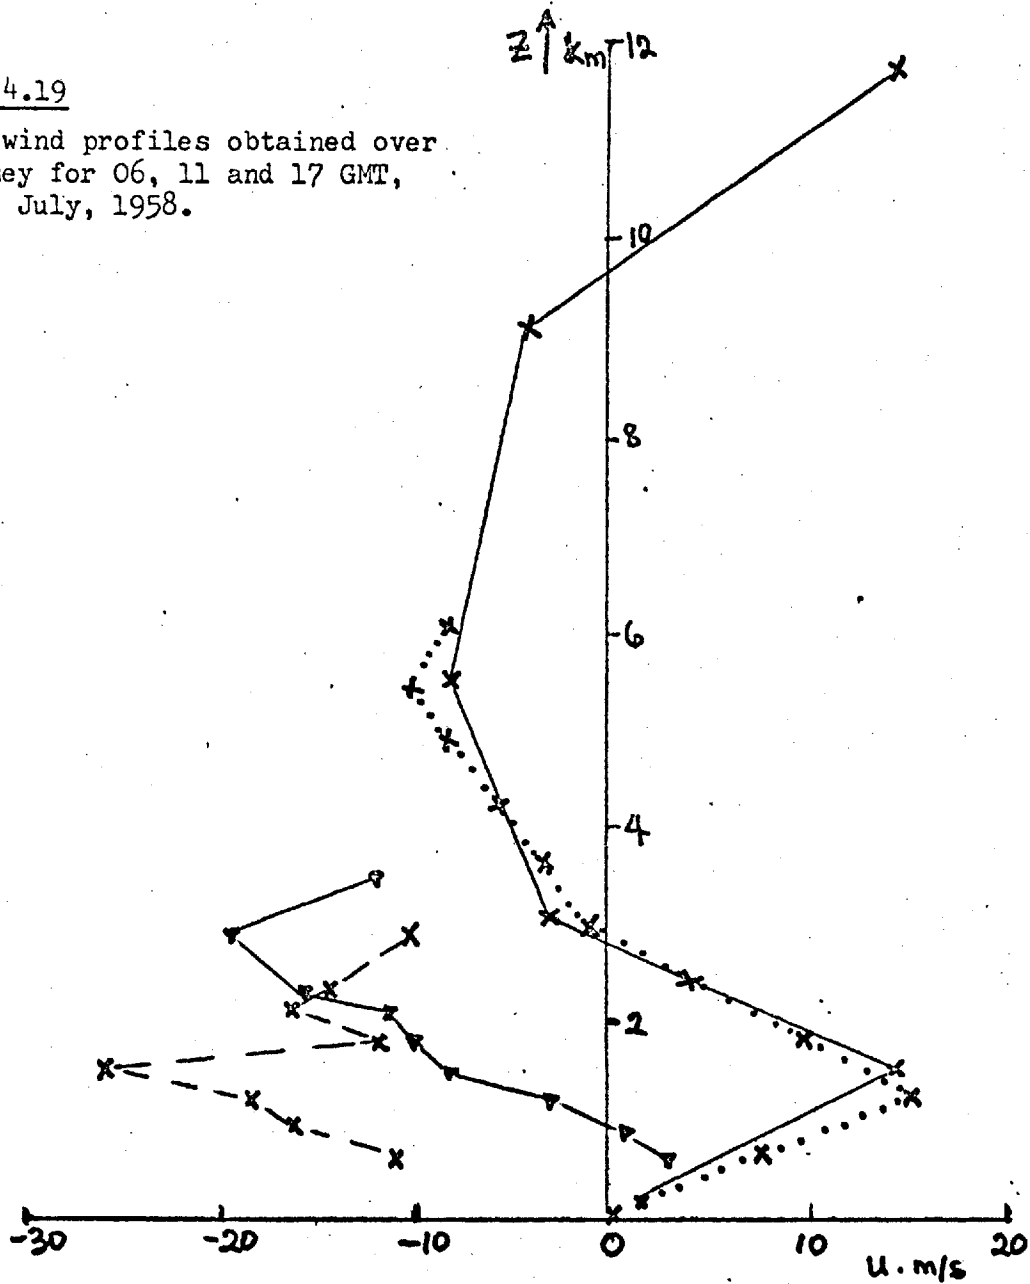 4.19
wind profiles obtained over
ey for 06, 11 and 17 GMT,
July, 1958.
Z km 12
10
8
6
4
2
-30 -20 -10 0 10 20
U. m/s